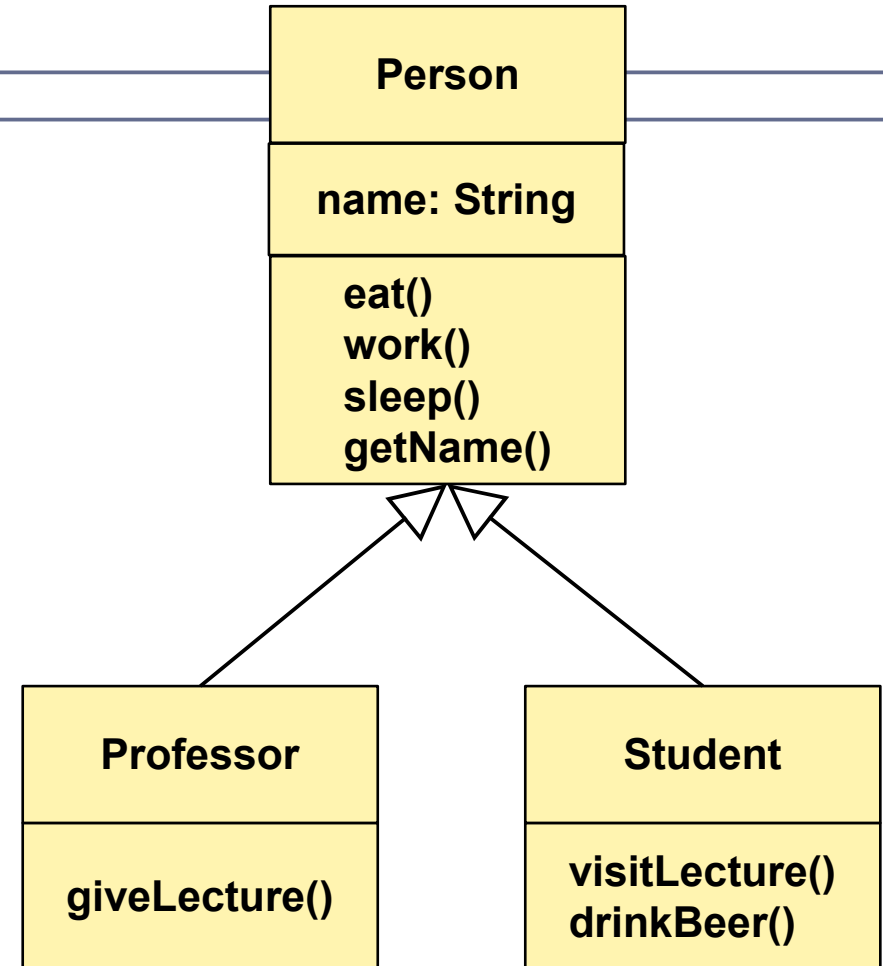 Person
name: String
eat()
work()
sleep()
getName()
Professor
giveLecture()
Student
visitLecture()
drinkBeer()